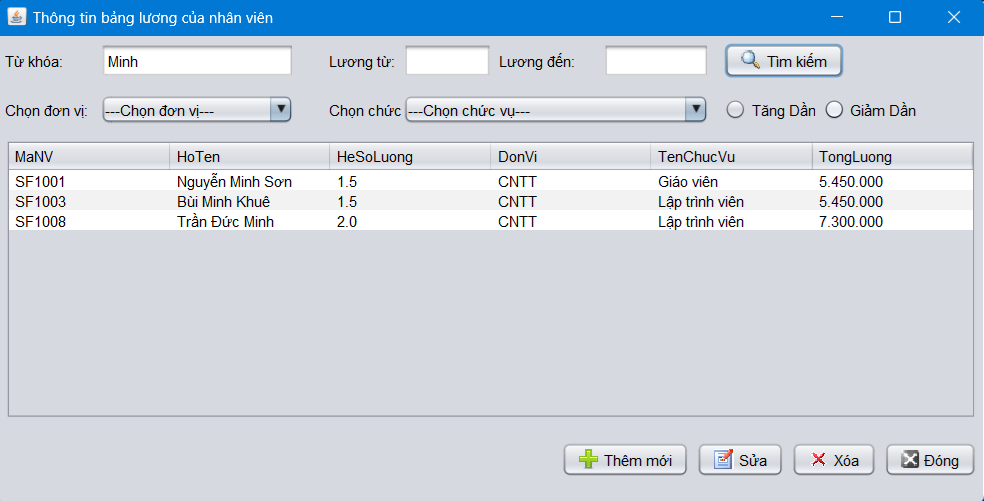 Thông tin bảng lương của nhân viên
Từ khóa: Minh Lương từ: Lương đến: Tìm kiếm
Chọn đơn vị: ---Chọn đơn vị--- Chọn chức ---Chọn chức vụ--- Tăng Dần Giảm Dần
MaNV HoTen HeSoLuong DonVi TenChucVu TongLuong
SF1001 Nguyễn Minh Sơn 1.5 CNTT Giáo viên 5.450.000
SF1003 Bùi Minh Khuê 1.5 CNTT Lập trình viên 5.450.000
SF1008 Trần Đức Minh 2.0 CNTT Lập trình viên 7.300.000
Thêm mới Sửa Xóa Đóng